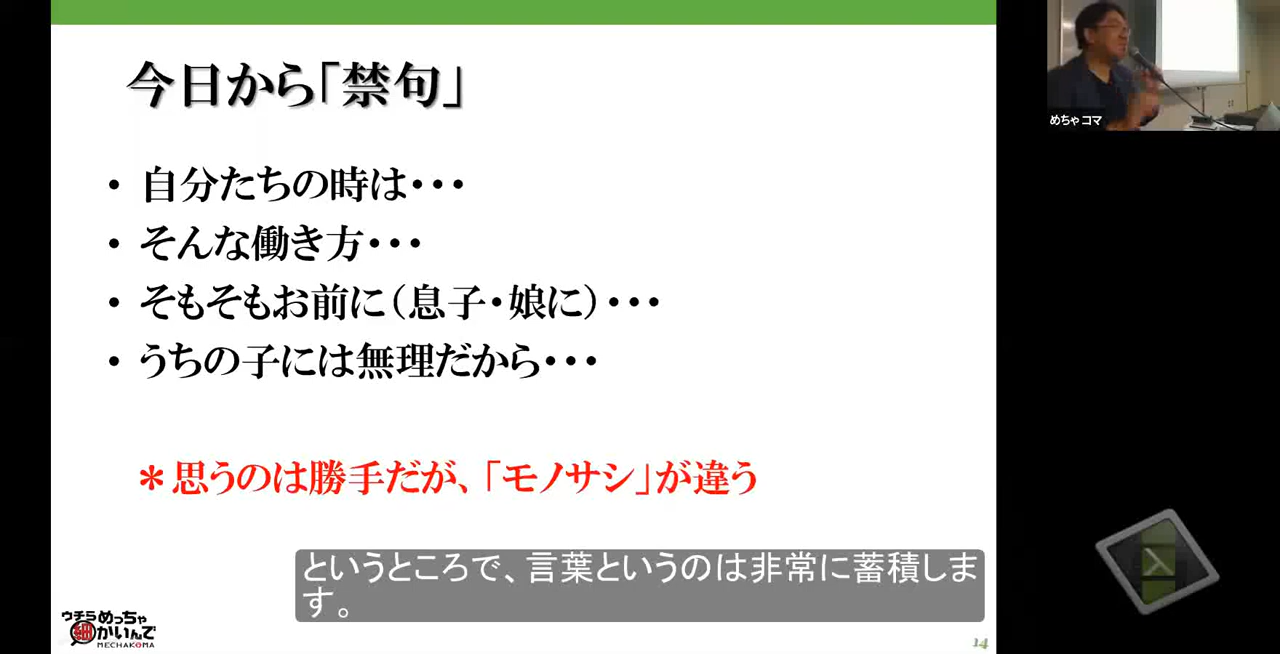 今日から「禁句」
・ 自分たちの時は・・・
・ そんな働き方・・・
・ そもそもお前に（息子・娘に）・・・
・ うちの子には無理だから・・・
＊思うのは勝手だが、「モノサシ」が違う
というところで、言葉というのは非常に蓄積しま
す。
ウチらめっちゃ
細かいんで
MECHAKOMA
14
めちゃ コマ